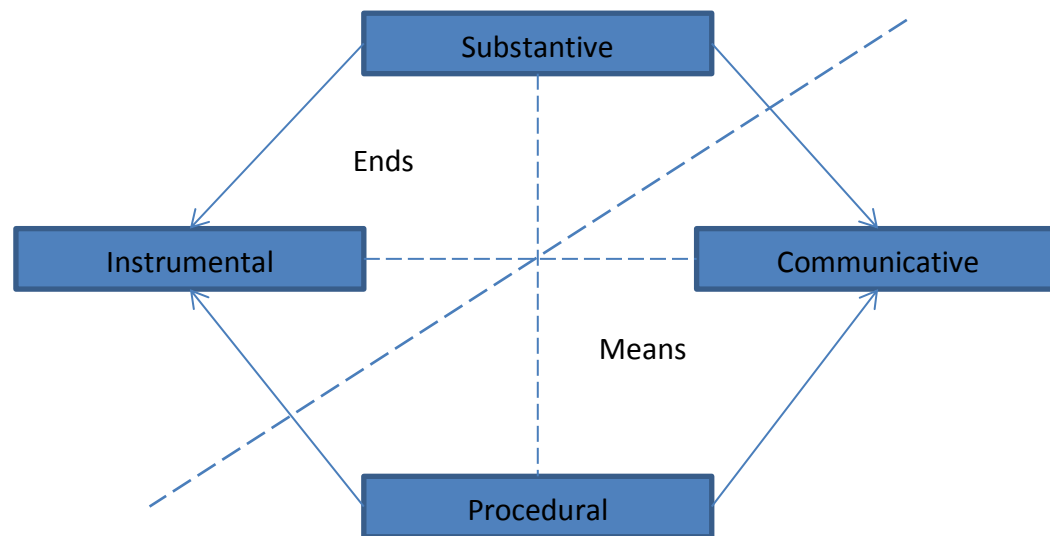 Substantive
Ends
Instrumental
Communicative
Means
Procedural